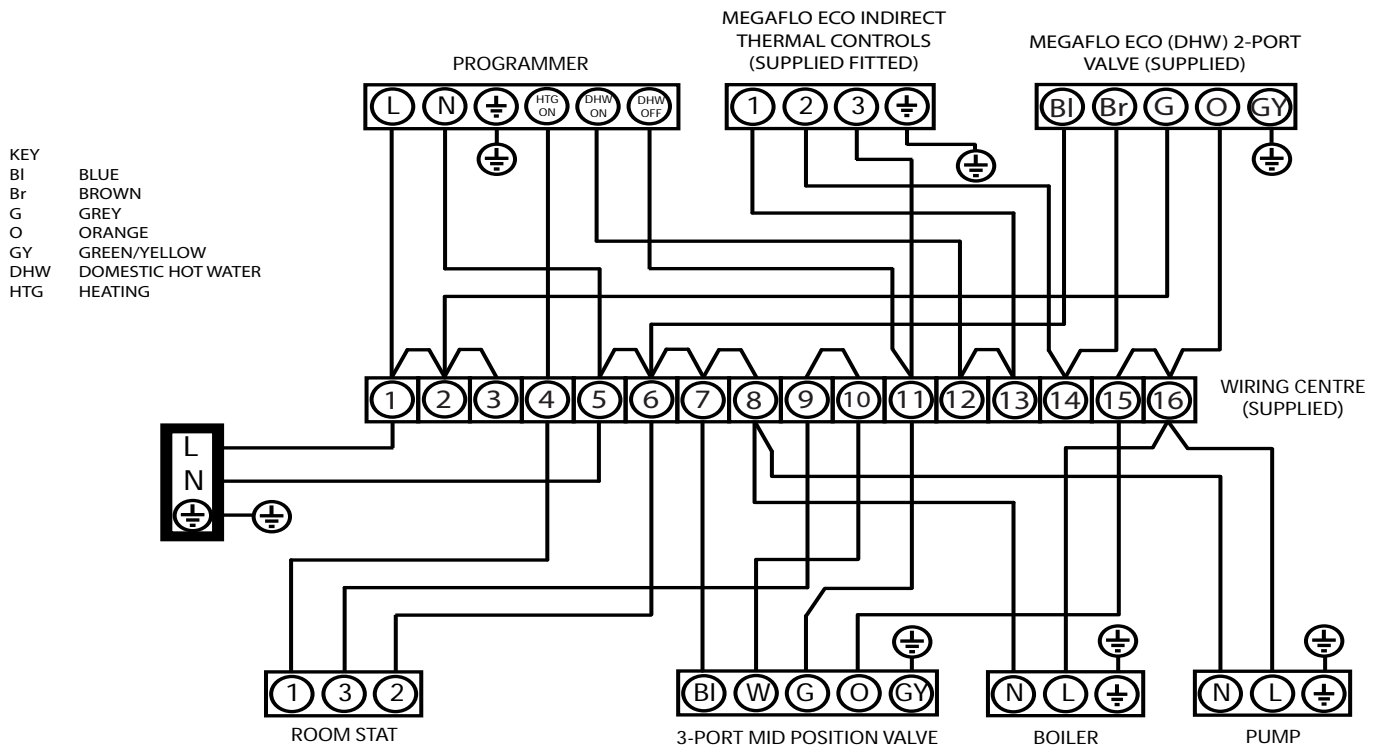 MEGAFLO ECO INDIRECT
THERMAL CONTROLS
(SUPPLIED FITTED)
MEGAFLO ECO (DHW) 2-PORT
VALVE (SUPPLIED)
PROGRAMMER
L N HTG ON DHW ON DHW OFF
1 2 3
Bl Br G O GY
KEY
Bl BLUE
Br BROWN
G GREY
O ORANGE
GY GREEN/YELLOW
DHW DOMESTIC HOT WATER
HTG HEATING
1 2 3 4 5 6 7 8 9 10 11 12 13 14 15 16
WIRING CENTRE
(SUPPLIED)
L
N
1 3 2
ROOM STAT
Bl W G O GY
3-PORT MID POSITION VALVE
N L
BOILER
N L
PUMP